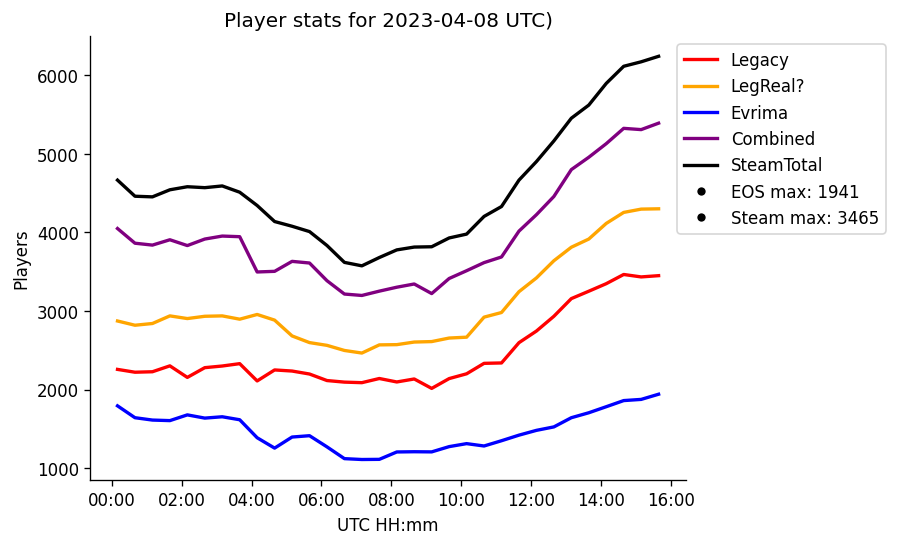 Player stats for 2023-04-08 UTC)
Players
6000
5000
4000
3000
2000
1000
00:00 02:00 04:00 06:00 08:00 10:00 12:00 14:00 16:00
UTC HH:mm
Legacy
LegReal?
Evrima
Combined
SteamTotal
EOS max: 1941
Steam max: 3465